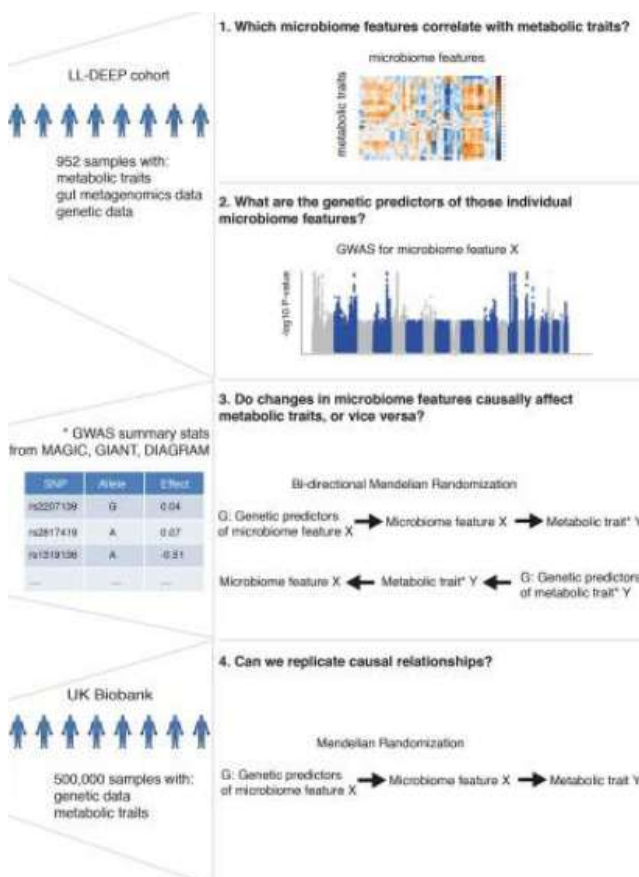 1. Which microbiome features correlate with metabolic traits?
microbiome features
metabolic traits
LL-DEEP cohort
952 samples with:
metabolic traits
gut metagenomics data
genetic data
2. What are the genetic predictors of those individual
microbiome features?
GWAS for microbiome feature X
-log10 P-value
3. Do changes in microbiome features causally affect
metabolic traits, or vice versa?
* GWAS summary stats
from MAGIC, GIANT, DIAGRAM
SNP Allele Effect
rs2207139 G 0.04
rs2817419 A 0.07
A -0.51
.... .... ....
Bi-directional Mendelian Randomization
G: Genetic predictors
of microbiome feature X
Microbiome feature X
Metabolic trait* Y
Microbiome feature X
Metabolic trait* Y
G: Genetic predictors
of metabolic trait* Y
4. Can we replicate causal relationships?
UK Biobank
500,000 samples with:
genetic data
metabolic traits
Mendelian Randomization
G: Genetic predictors
of microbiome feature X
Microbiome feature X
Metabolic trait Y